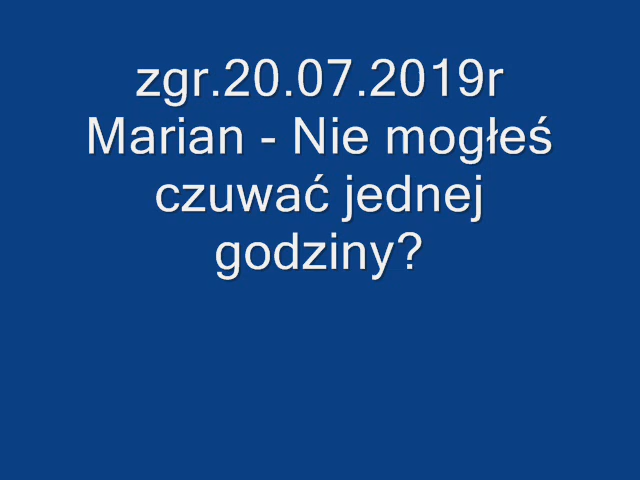 zgr.20.07.2019r
Marian - Nie mogłeś
czuwać jednej
godziny?